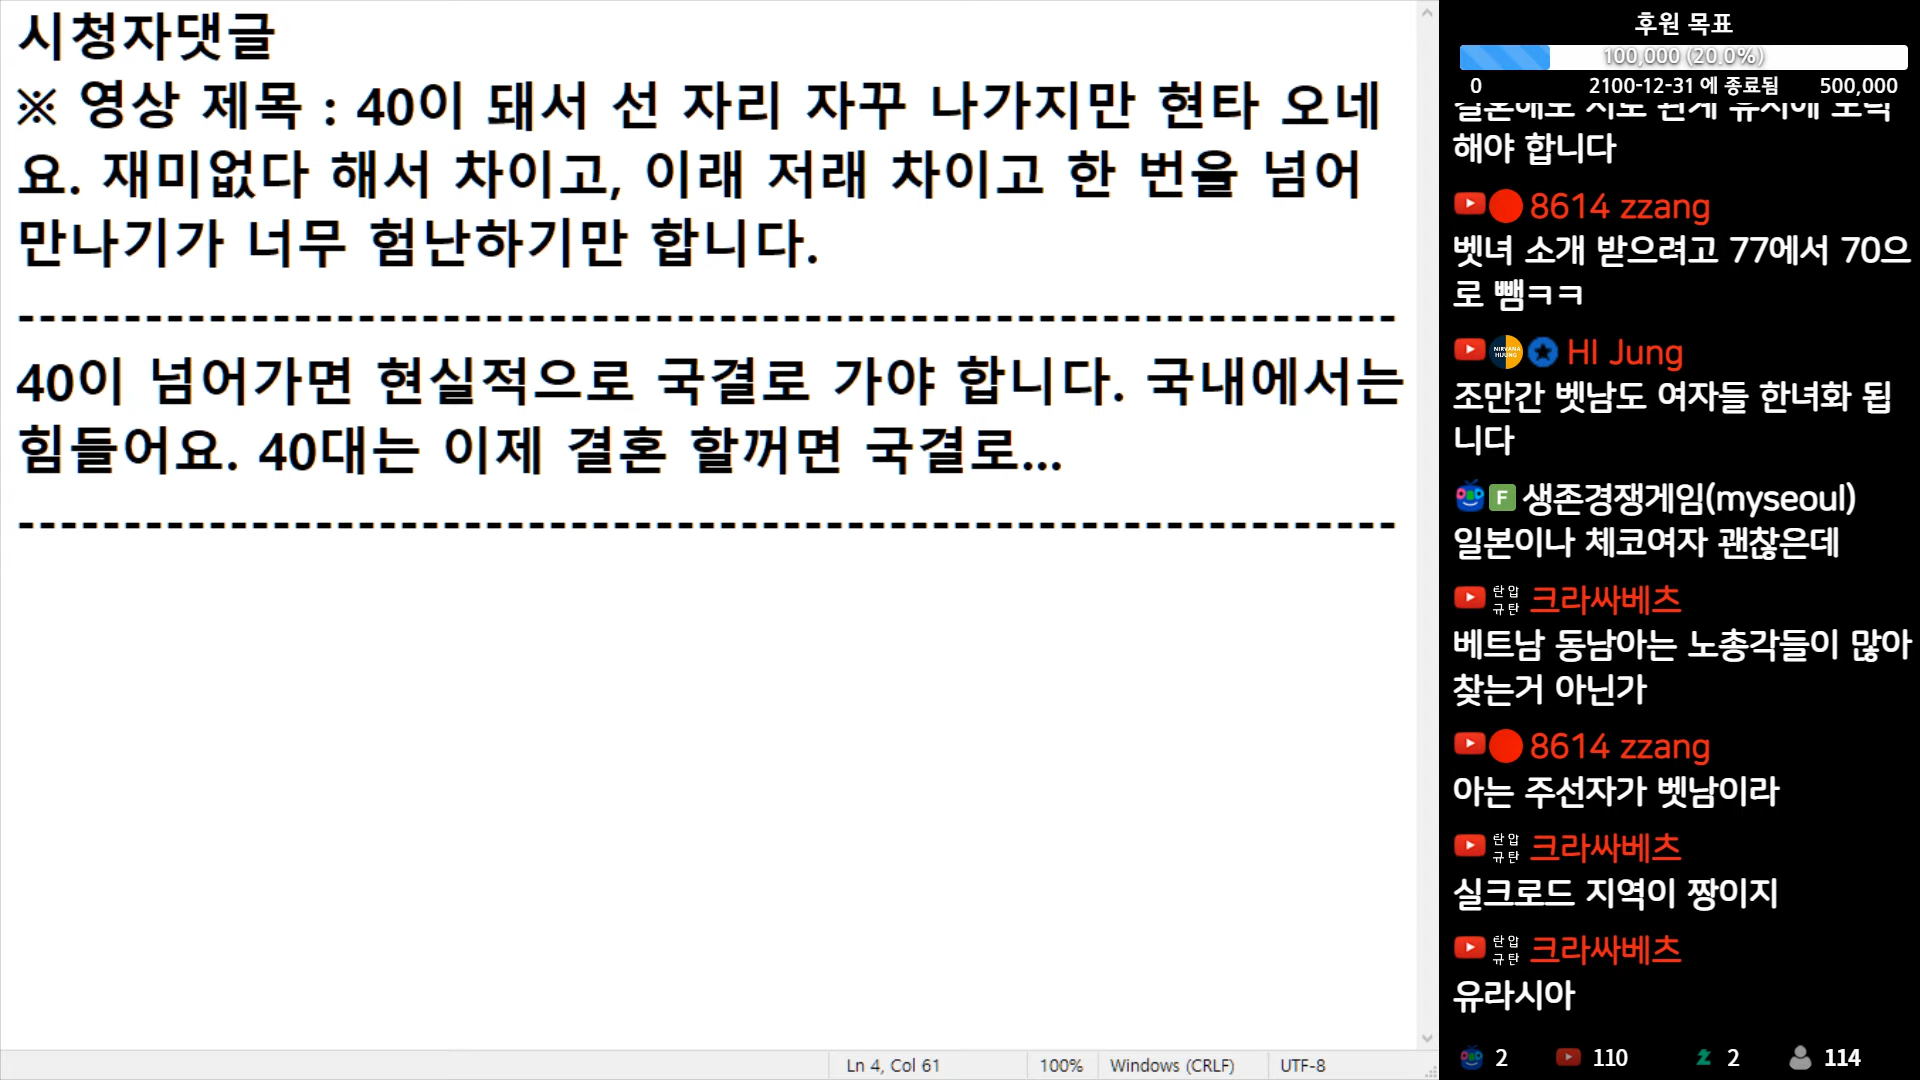 시청자댓글
※ 영상 제목 : 40이 돼서 선 자리 자꾸 나가지만 현타 오네
요. 재미없다 해서 차이고, 이래 저래 차이고 한 번을 넘어
만나기가 너무 험난하기만 합니다.
------------------------------------------------------------------
40이 넘어가면 현실적으로 국결로 가야 합니다. 국내에서는
힘들어요. 40대는 이제 결혼 할꺼면 국결로...
------------------------------------------------------------------
Ln 4, Col 61
100%
Windows (CRLF)
UTF-8
후원 목표
100,000 (20.0%)
0 2100-12-31 에 종료됨 500,000
해야 합니다
8614 zzang
벳녀 소개 받으려고 77에서 70으
로 뺌ㅋㅋ
HI Jung
조만간 벳남도 여자들 한녀화 됩
니다
F 생존경쟁게임(myseoul)
일본이나 체코여자 괜찮은데
탄압
규탄
크라싸베츠
베트남 동남아는 노총각들이 많아
찾는거 아닌가
8614 zzang
아는 주선자가 벳남이라
탄압
규탄
크라싸베츠
실크로드 지역이 짱이지
탄압
규탄
크라싸베츠
유라시아
2 110 2 114